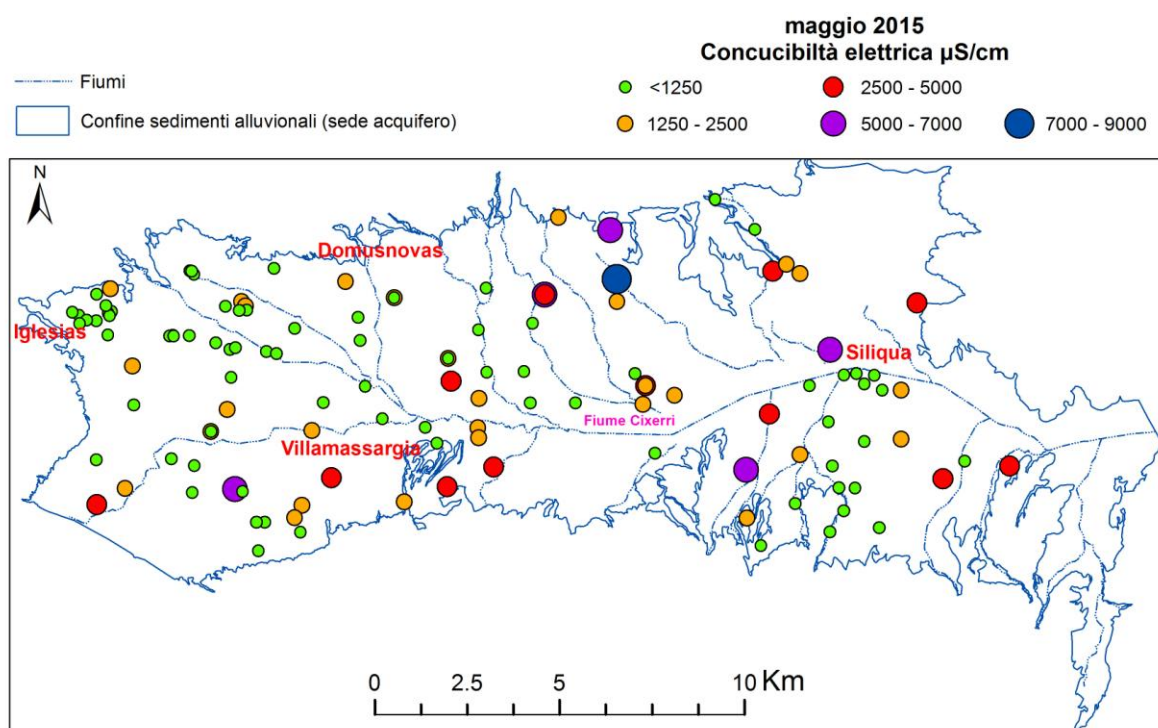 maggio 2015
Concucibiltà elettrica µS/cm
Fiumi
<1250
2500 - 5000
Confine sedimenti alluvionali (sede acquifero)
1250 - 2500
5000 - 7000
7000 - 9000
N
Domusnovas
Iglesias
Siliqua
Fiume Cixerri
Villamassargia
0 2.5 5 10 Km